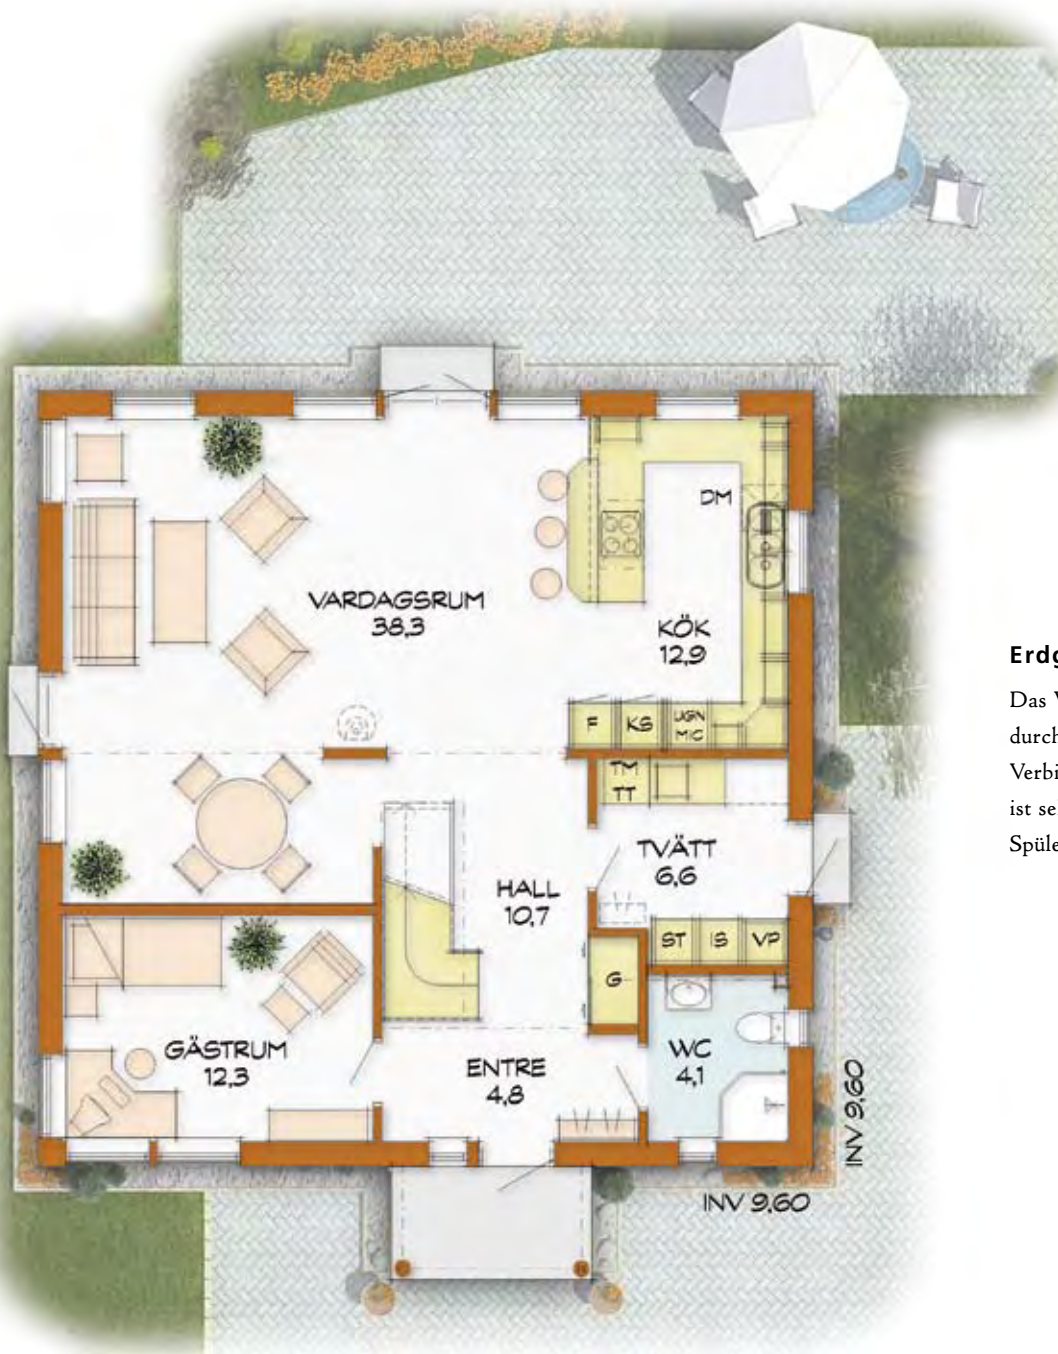 DM
VARDAGSRUM
38,3
KÖK
12,9
F KS UGN
MIC
TM
TT
TVÄTT
6,6
HALL
10,7
ST IS VP
G
GÄSTRUM
12,3
ENTRE
4,8
WC
4,1
INV 9,60
INV 9,60
Erdg
Das V
durch
Verbi
ist se
Spüle